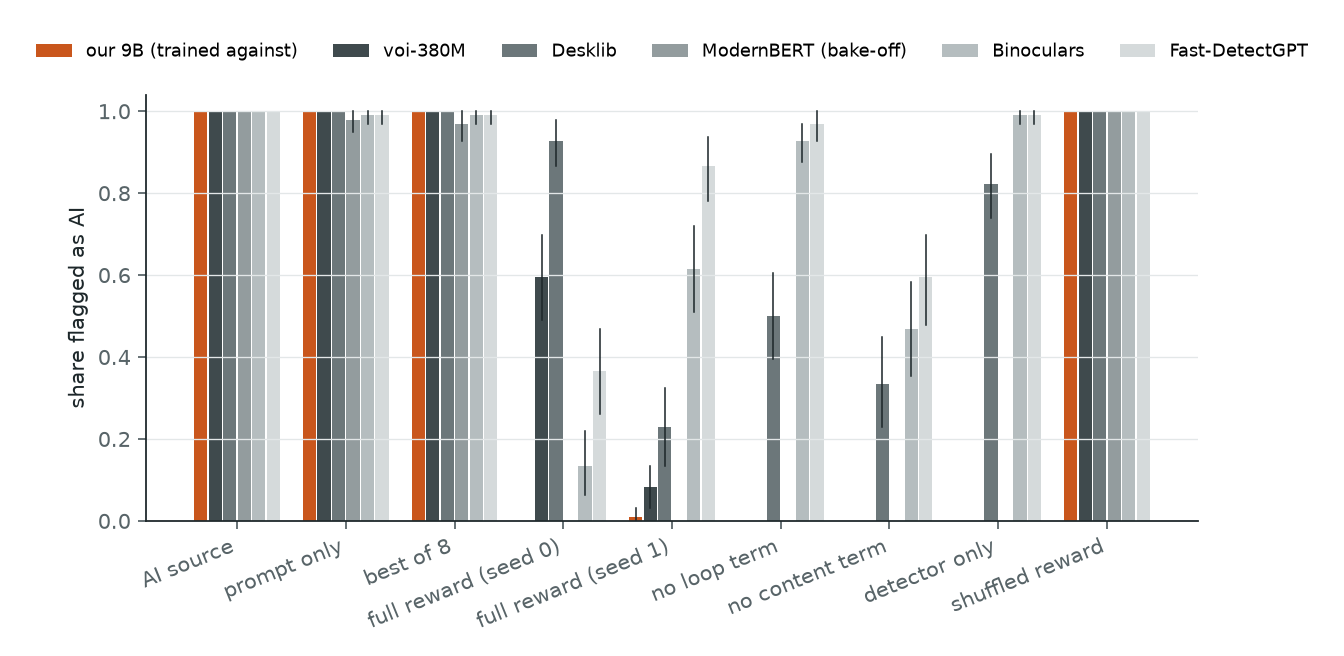 our 9B (trained against) voi-380M Desklib ModernBERT (bake-off) Binoculars Fast-DetectGPT
share flagged as AI
1.0
0.8
0.6
0.4
0.2
0.0
AI source
prompt only
best of 8
full reward (seed 0)
full reward (seed 1)
no loop term
no content term
detector only
shuffled reward